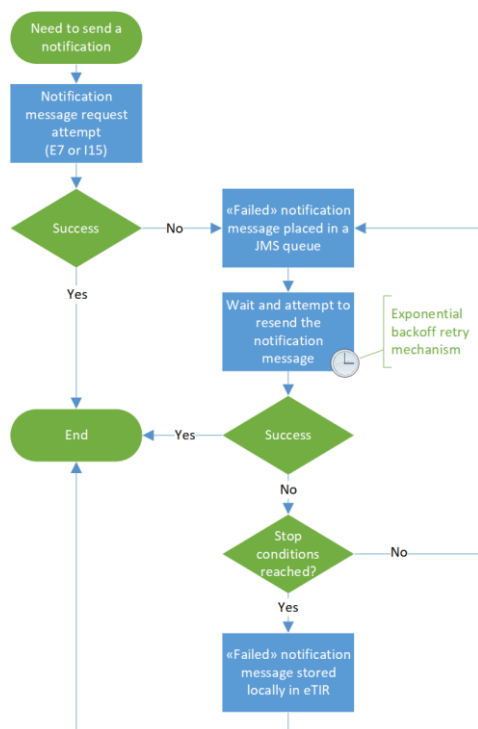 Need to send a
notification
Notification
message request
attempt
(E7 or I15)
Success
No
«Failed» notification
message placed in a
JMS queue
Yes
Wait and attempt to
resend the
notification
message
Exponential
backoff retry
mechanism
End
Yes
Success
No
Stop
conditions
reached?
No
Yes
«Failed» notification
message stored
locally in eTIR